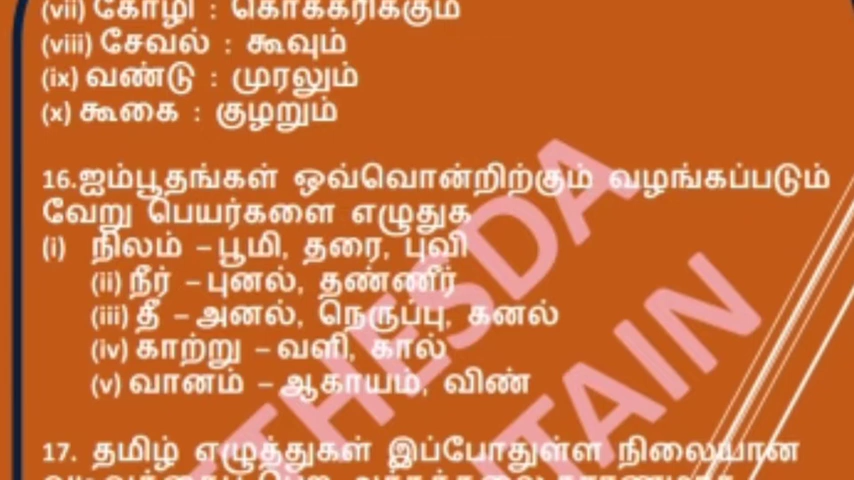 (vii) கோழி : கொக்கரிக்கும்
(viii) சேவல் : கூவும்
(ix) வண்டு : முரலும்
(x) கூகை : குழறும்
16.ஐம்பூதங்கள் ஒவ்வொன்றிற்கும் வழங்கப்படும்
வேறு பெயர்களை எழுதுக
(i) நிலம் – பூமி, தரை, புவி
(ii) நீர் – புனல், தண்ணீர்
(iii) தீ – அனல், நெருப்பு, கனல்
(iv) காற்று – வளி, கால்
(v) வானம் – ஆகாயம், விண்
17. தமிழ் எழுத்துகள் இப்போதுள்ள நிலையான